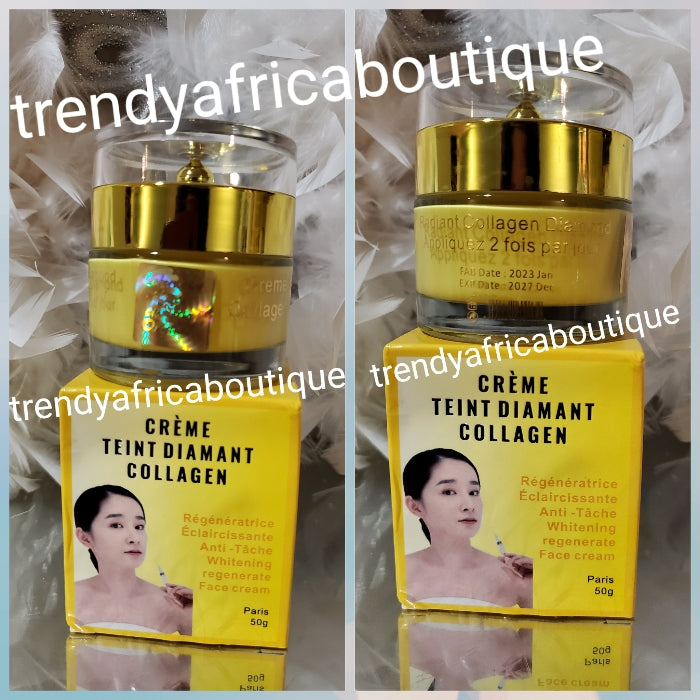 trendyafricaboutique
Crème
Collage
50g
trendyafricaboutique
CRÈME
TEINT DIAMANT
COLLAGEN
Régénératrice
Éclaircissante
Anti -Tâche
Whitening
regenerate
Face cream
Paris
50g
Radiant Collagen Diamond
Appliquez 2 fois par jour
FAB Date : 2023 Jan
EXP Date : 2027 Dec
trendyafricaboutique
CRÈME
TEINT DIAMANT
COLLAGEN
Régénératrice
Éclaircissante
Anti -Tâche
Whitening
regenerate
Face cream
Paris
50g